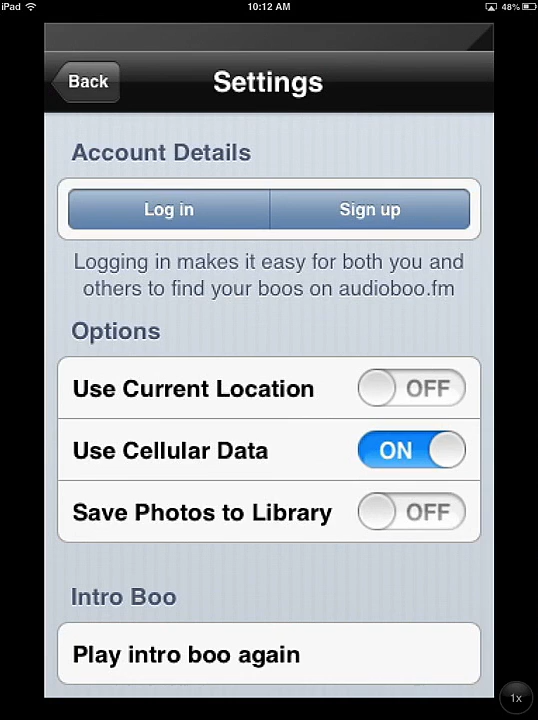 iPad 10:12 AM 48%
Back Settings
Account Details
Log in Sign up
Logging in makes it easy for both you and
others to find your boos on audioboo.fm
Options
Use Current Location OFF
Use Cellular Data ON
Save Photos to Library OFF
Intro Boo
Play intro boo again
1x